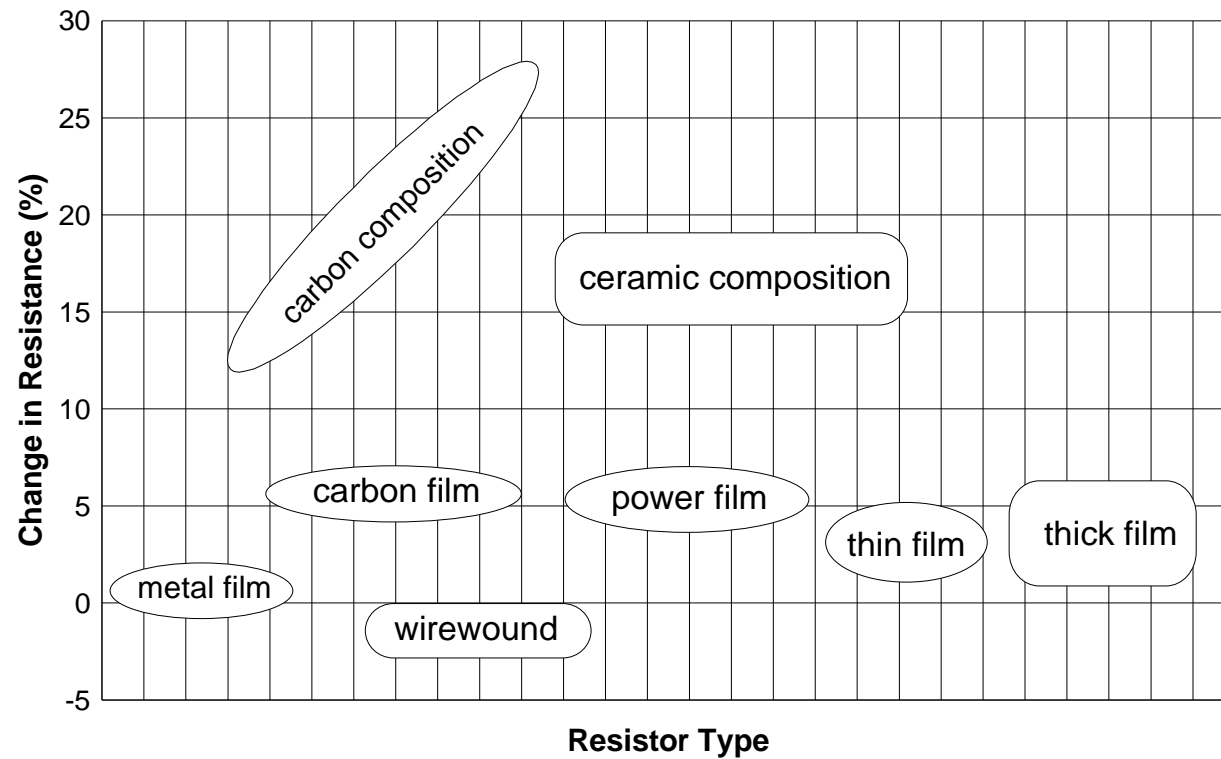 30
25
20
15
10
5
0
-5
Change in Resistance (%)
carbon composition
ceramic composition
carbon film
power film
thin film
thick film
metal film
wirewound
Resistor Type